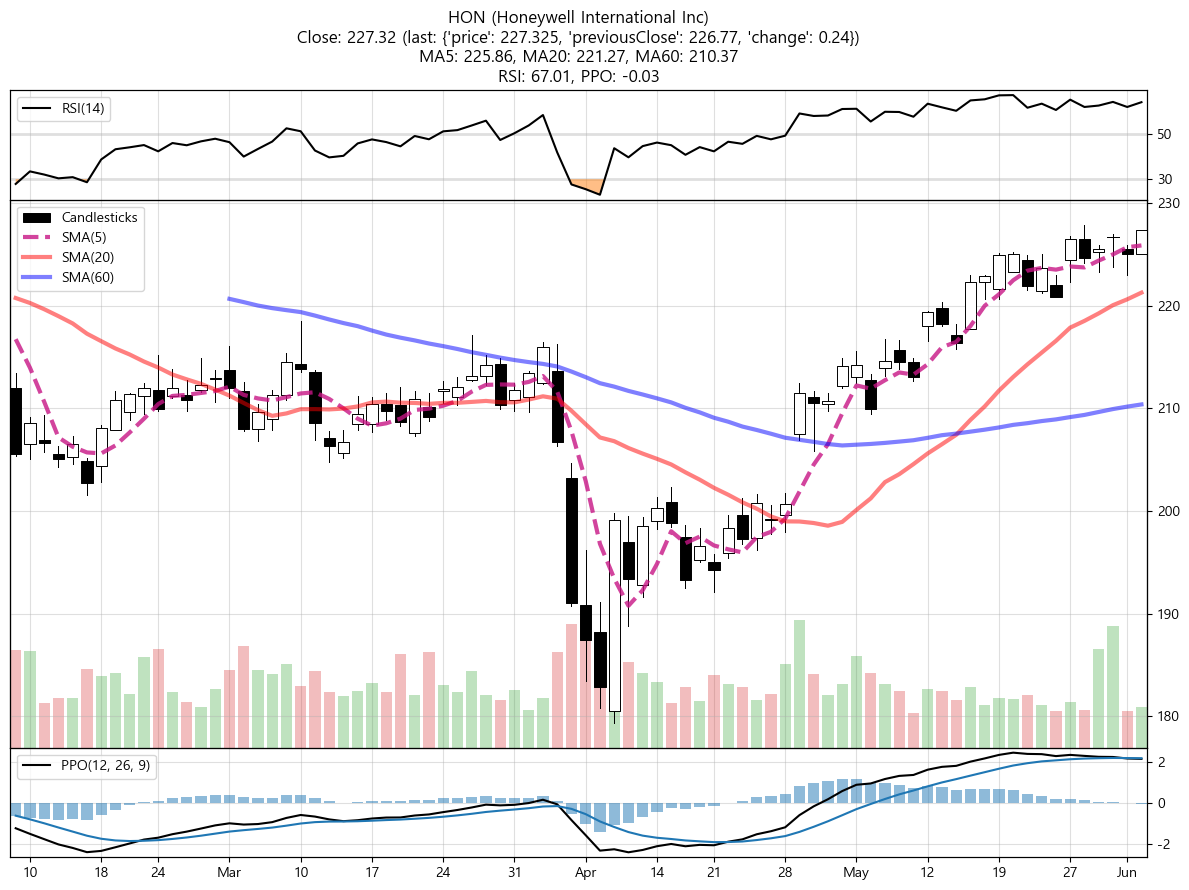 HON (Honeywell International Inc)
Close: 227.32 (last: {'price': 227.325, 'previousClose': 226.77, 'change': 0.24})
MA5: 225.86, MA20: 221.27, MA60: 210.37
RSI: 67.01, PPO: -0.03
RSI(14)
50
30
Candlesticks
SMA(5)
SMA(20)
SMA(60)
230
220
210
200
190
180
PPO(12, 26, 9)
2
0
-2
10 18 24 Mar 10 17 24 31 Apr 14 21 28 May 12 19 27 Jun